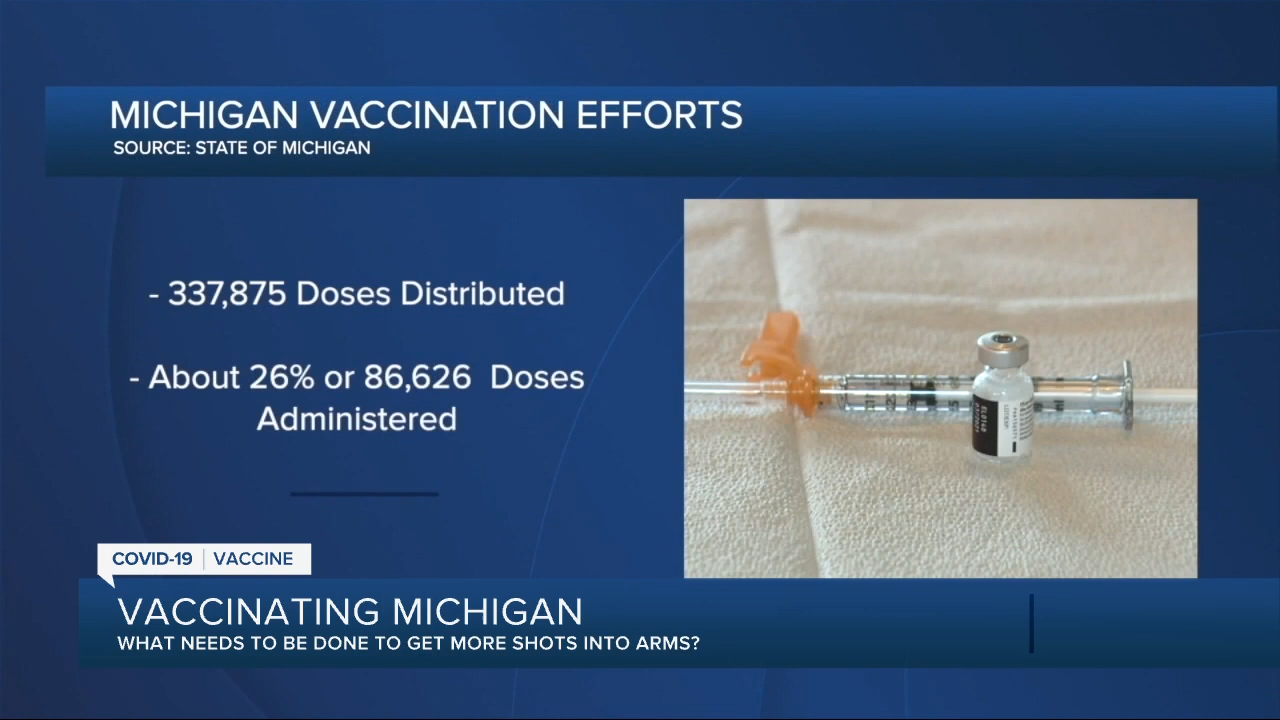 MICHIGAN VACCINATION EFFORTS
SOURCE: STATE OF MICHIGAN
- 337,875 Doses Distributed
- About 26% or 86,626 Doses
Administered
COVID-19 | VACCINE
VACCINATING MICHIGAN
WHAT NEEDS TO BE DONE TO GET MORE SHOTS INTO ARMS?